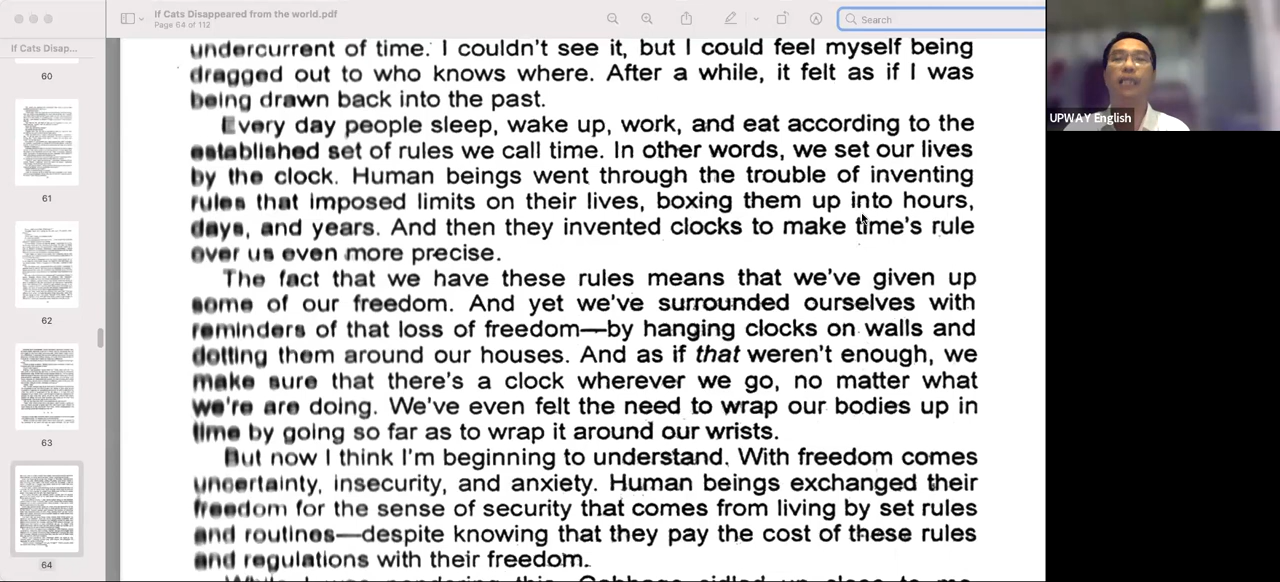 If Cats Disappeared from the world.pdf
Page 64 of 112
Search
If Cats Disap...
60
61
62
63
64
undercurrent of time. I couldn't see it, but I could feel myself being
dragged out to who knows where. After a while, it felt as if I was
being drawn back into the past.
Every day people sleep, wake up, work, and eat according to the
established set of rules we call time. In other words, we set our lives
by the clock. Human beings went through the trouble of inventing
rules that imposed limits on their lives, boxing them up into hours,
days, and years. And then they invented clocks to make time's rule
over us even more precise.
The fact that we have these rules means that we've given up
some of our freedom. And yet we've surrounded ourselves with
reminders of that loss of freedom—by hanging clocks on walls and
dotting them around our houses. And as if that weren't enough, we
make sure that there's a clock wherever we go, no matter what
we're are doing. We've even felt the need to wrap our bodies up in
time by going so far as to wrap it around our wrists.
But now I think I'm beginning to understand. With freedom comes
uncertainty, insecurity, and anxiety. Human beings exchanged their
freedom for the sense of security that comes from living by set rules
and routines—despite knowing that they pay the cost of these rules
and regulations with their freedom.
UPWAY English